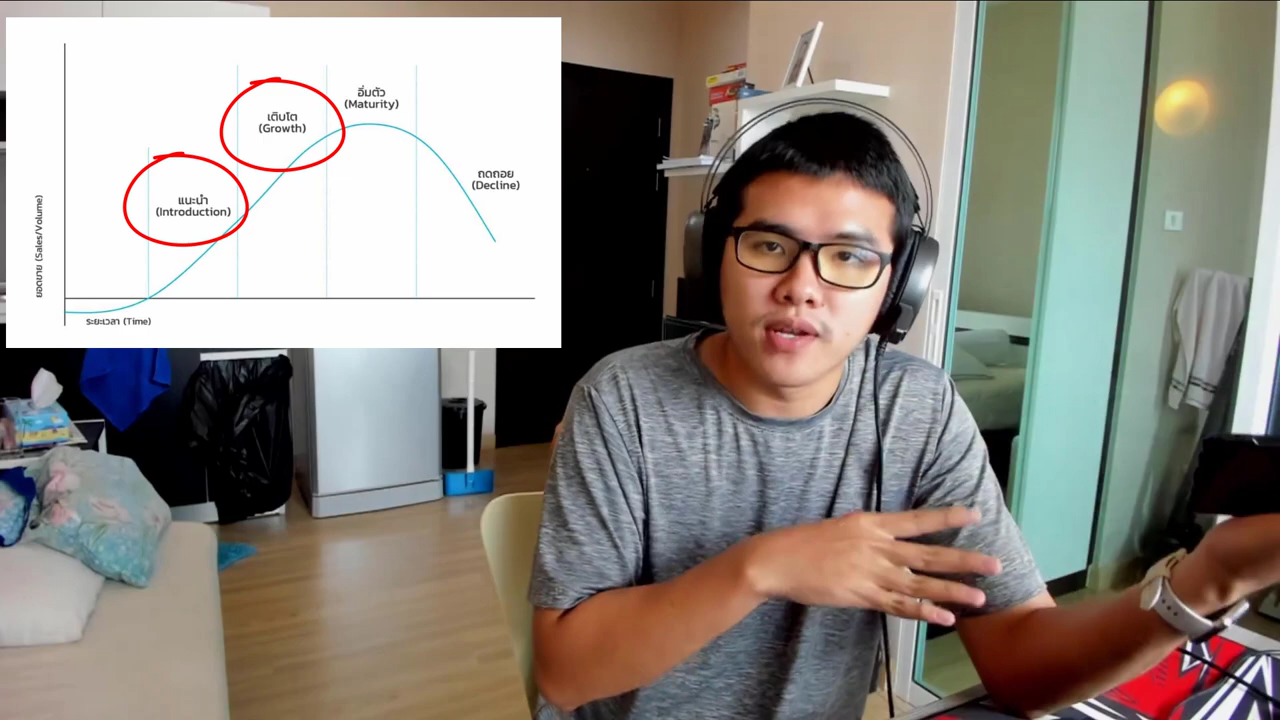 อิ่มตัว
(Maturity)
เติบโต
(Growth)
ถดถอย
(Decline)
แนะนำ
(Introduction)
ยอดขาย (Sales/Volume)
ระยะเวลา (Time)